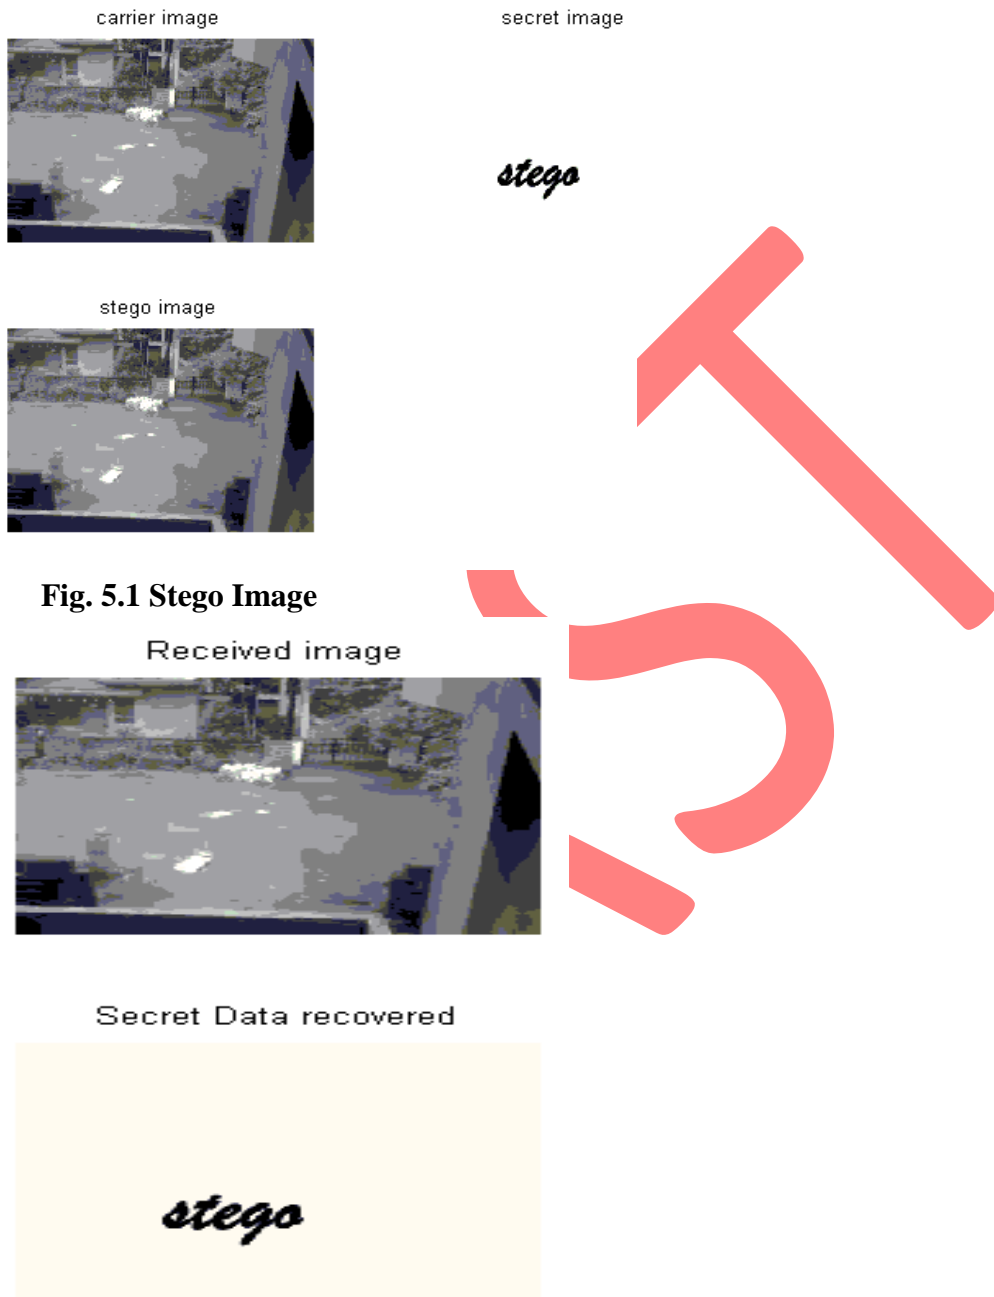 carrier image
secret image
stego
stego image
Fig. 5.1 Stego Image
Received image
Secret Data recovered
stego